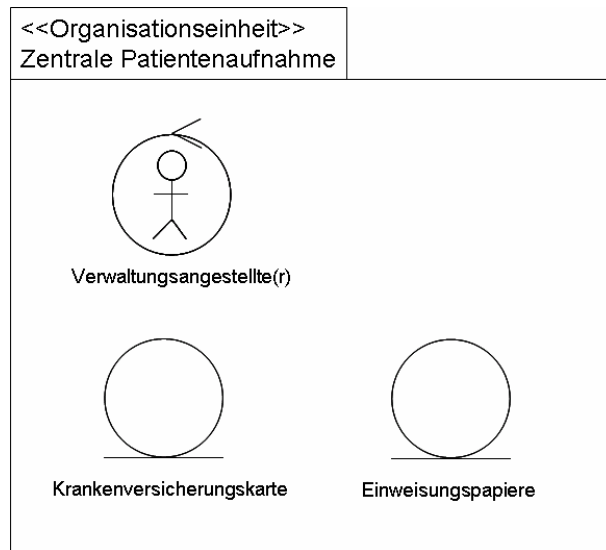 <<Organisationseinheit>>
Zentrale Patientenaufnahme
Verwaltungsangestellte(r)
Krankenversicherungskarte
Einweisungspapiere